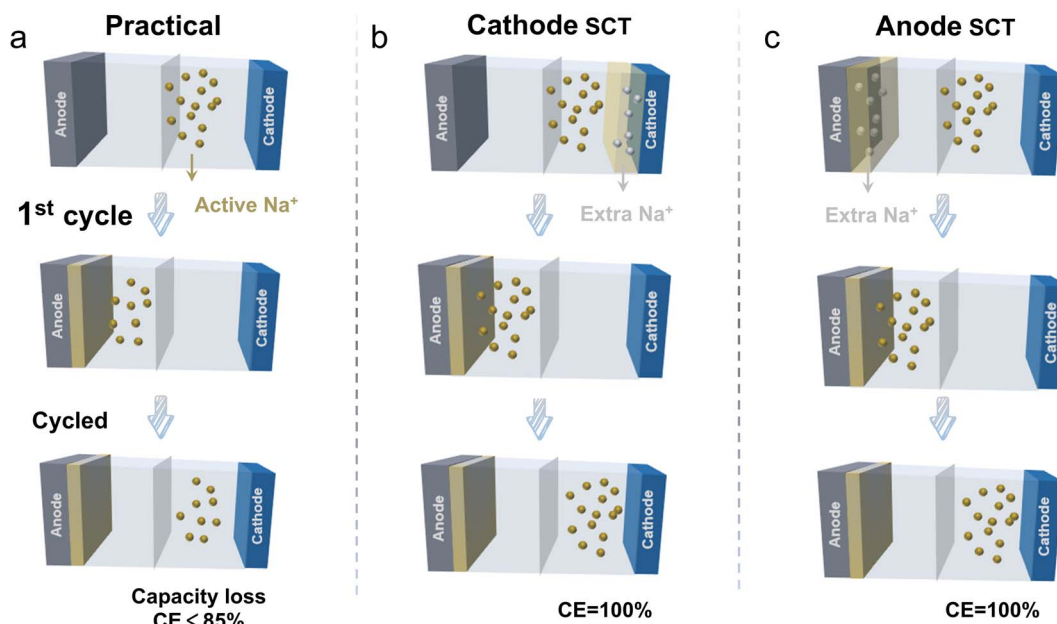 a
Practical
Anode
Cathode
Active Na⁺
1ˢᵗ cycle
Anode
Cathode
Cycled
Anode
Cathode
Capacity loss
CE < 85%
b
Cathode SCT
Anode
Cathode
Extra Na⁺
Anode
Cathode
Anode
Cathode
CE=100%
c
Anode SCT
Anode
Cathode
Extra Na⁺
Anode
Cathode
Anode
Cathode
CE=100%